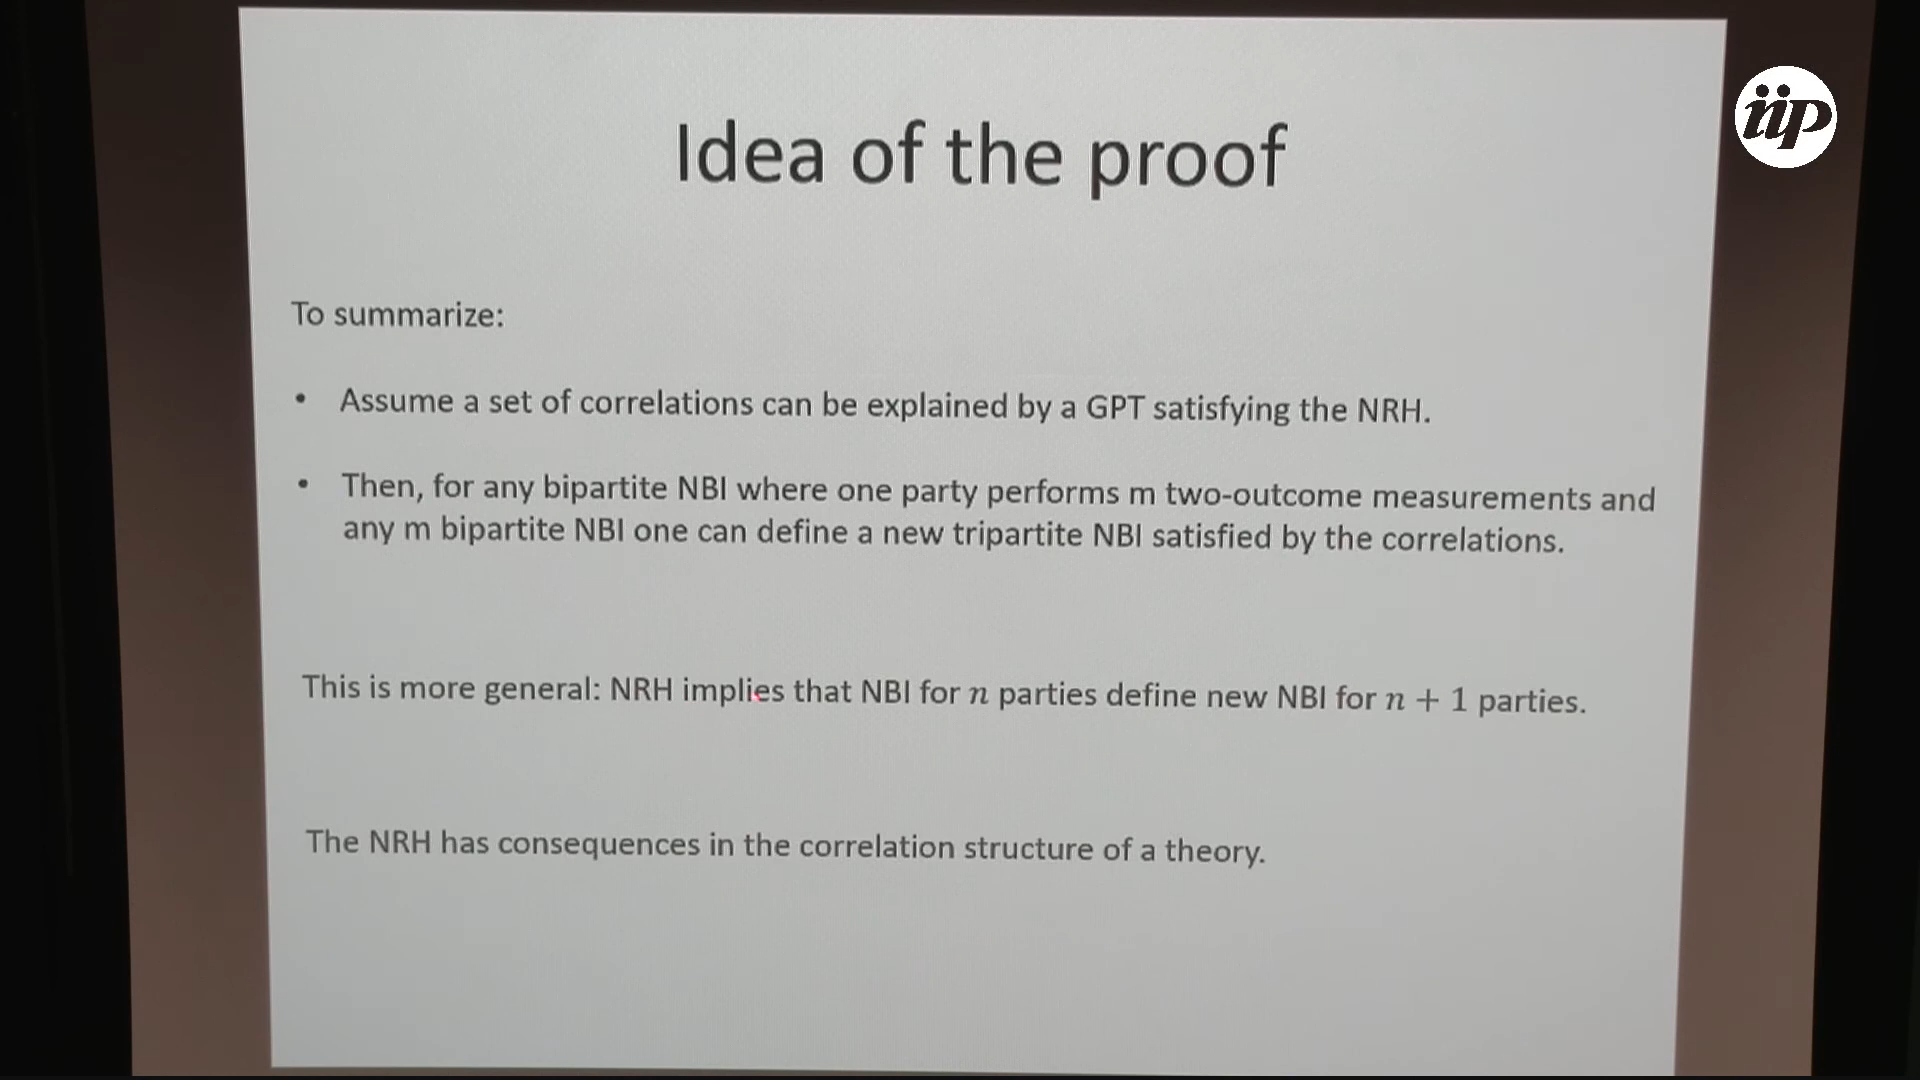 iip
Idea of the proof
To summarize:
• Assume a set of correlations can be explained by a GPT satisfying the NRH.
• Then, for any bipartite NBI where one party performs m two-outcome measurements and
any m bipartite NBI one can define a new tripartite NBI satisfied by the correlations.
This is more general: NRH implies that NBI for n parties define new NBI for n + 1 parties.
The NRH has consequences in the correlation structure of a theory.